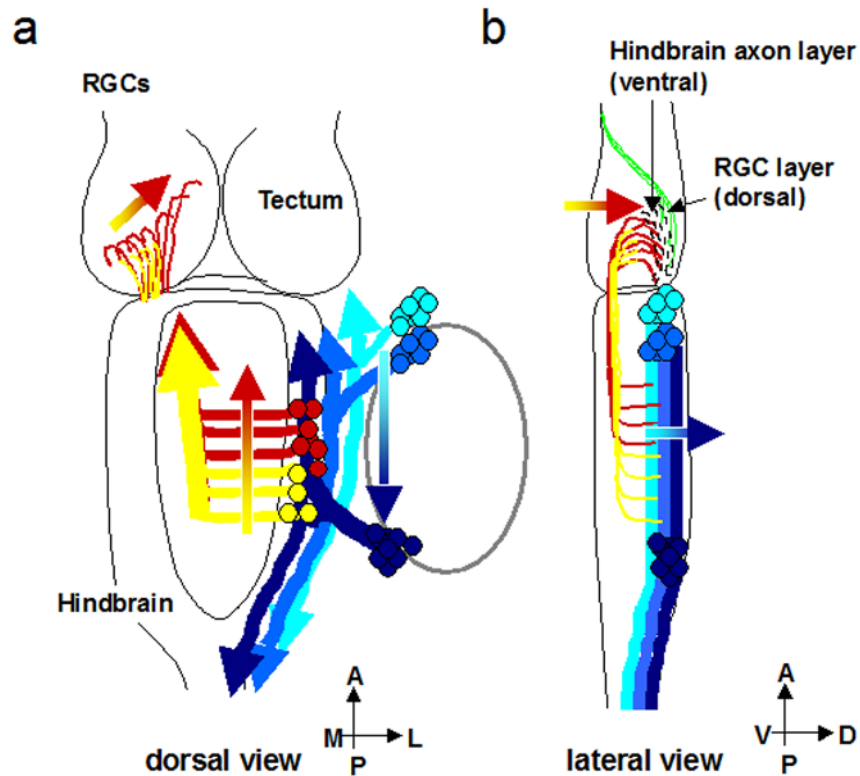 a
b
Hindbrain axon layer
(ventral)
RGCs
RGC layer
(dorsal)
Tectum
Hindbrain
A
M L
P
dorsal view
A
V D
P
lateral view